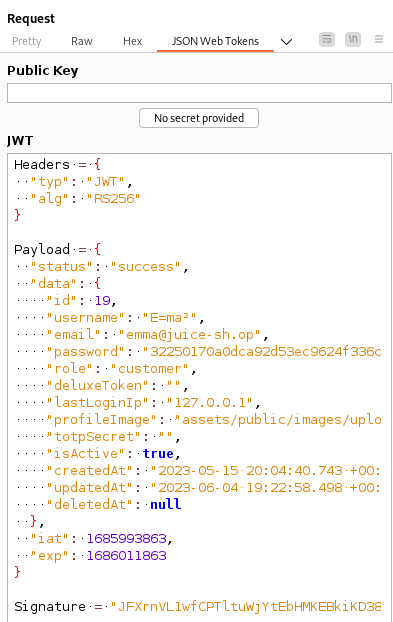 Request
Pretty Raw Hex JSON Web Tokens \n
Public Key
No secret provided
JWT
Headers = {
  "typ": "JWT",
  "alg": "RS256"
}

Payload = {
  "status": "success",
  "data": {
    "id": 19,
    "username": "E=ma²",
    "email": "emma@juice-sh.op",
    "password": "32250170a0dca92d53ec9624f336c
    "role": "customer",
    "deluxeToken": "",
    "lastLoginIp": "127.0.0.1",
    "profileImage": "assets/public/images/uplo
    "totpSecret": "",
    "isActive": true,
    "createdAt": "2023-05-15 20:04:40.743 +00:
    "updatedAt": "2023-06-04 19:22:58.498 +00:
    "deletedAt": null
  },
  "iat": 1685993863,
  "exp": 1686011863
}

Signature = "JFXrnVL1wfCPTltuWjYtEbHMKEBkiKD38